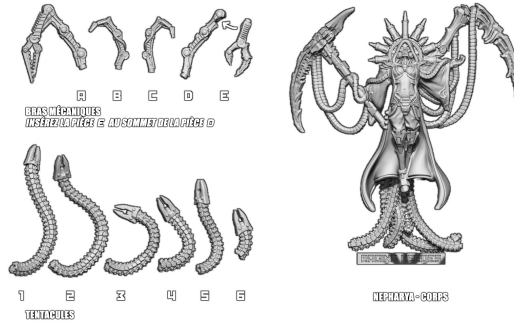 A B C D E
BRAS MÉCANIQUES
INSÉREZ LA PIÈCE E AU SOMMET DE LA PIÈCE D
1 2 3 4 5 6
TENTACULES
NEPHARYA - CORPS